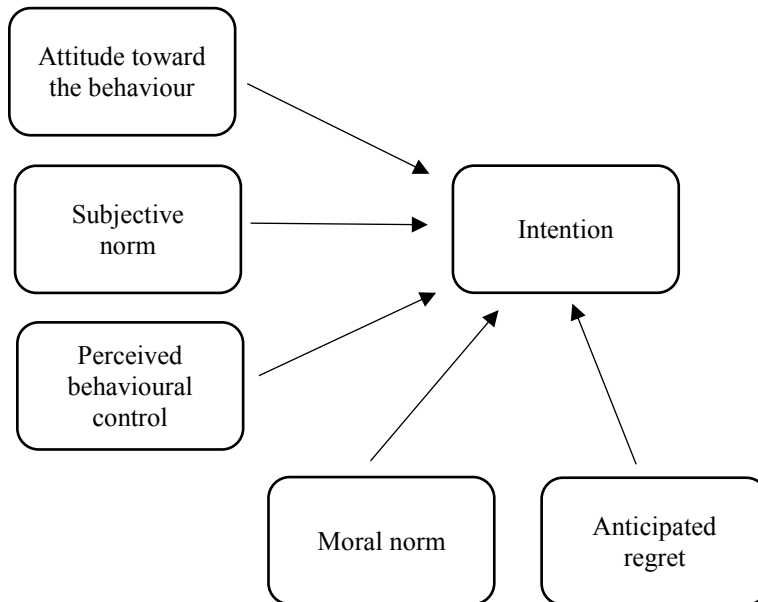 Attitude toward
the behaviour
Subjective
norm
Intention
Perceived
behavioural
control
Moral norm
Anticipated
regret